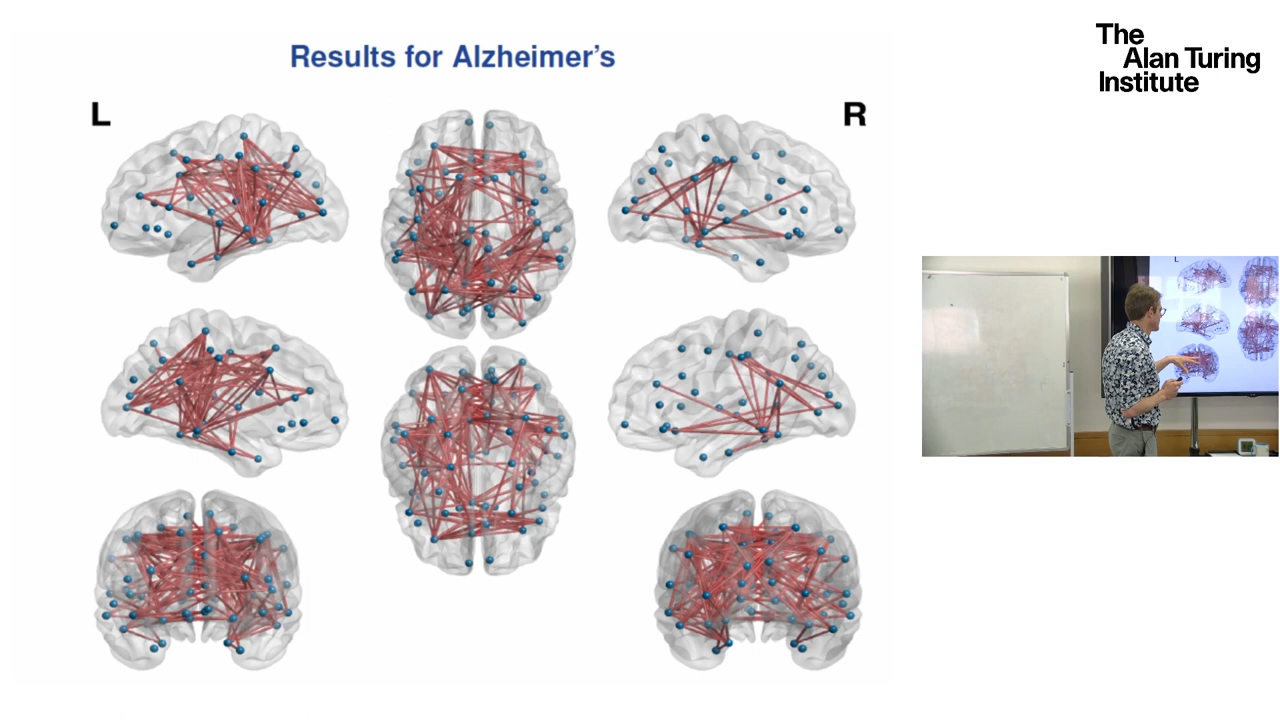 Results for Alzheimer's
L
R
The
Alan Turing
Institute
L